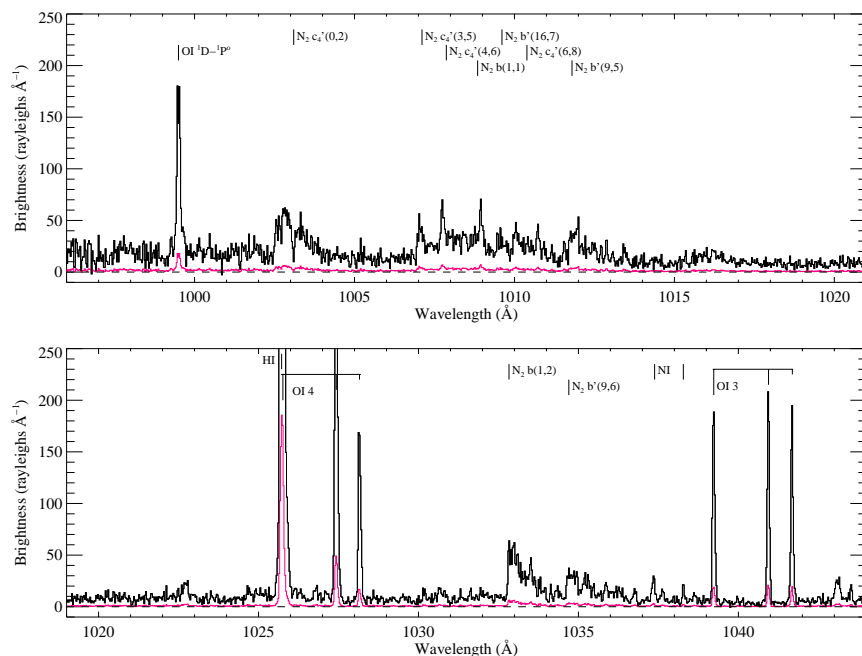 N₂ c₄'(0,2)
N₂ c₄'(3,5)
N₂ b'(16,7)
OI ¹D–¹Pᵒ
N₂ c₄'(4,6)
N₂ c₄'(6,8)
N₂ b(1,1)
N₂ b'(9,5)
250
200
150
100
50
0
Brightness (rayleighs Å⁻¹)
1000
1005
1010
1015
1020
Wavelength (Å)
HI
OI 4
N₂ b(1,2)
N₂ b'(9,6)
NI
OI 3
250
200
150
100
50
0
Brightness (rayleighs Å⁻¹)
1020
1025
1030
1035
1040
Wavelength (Å)